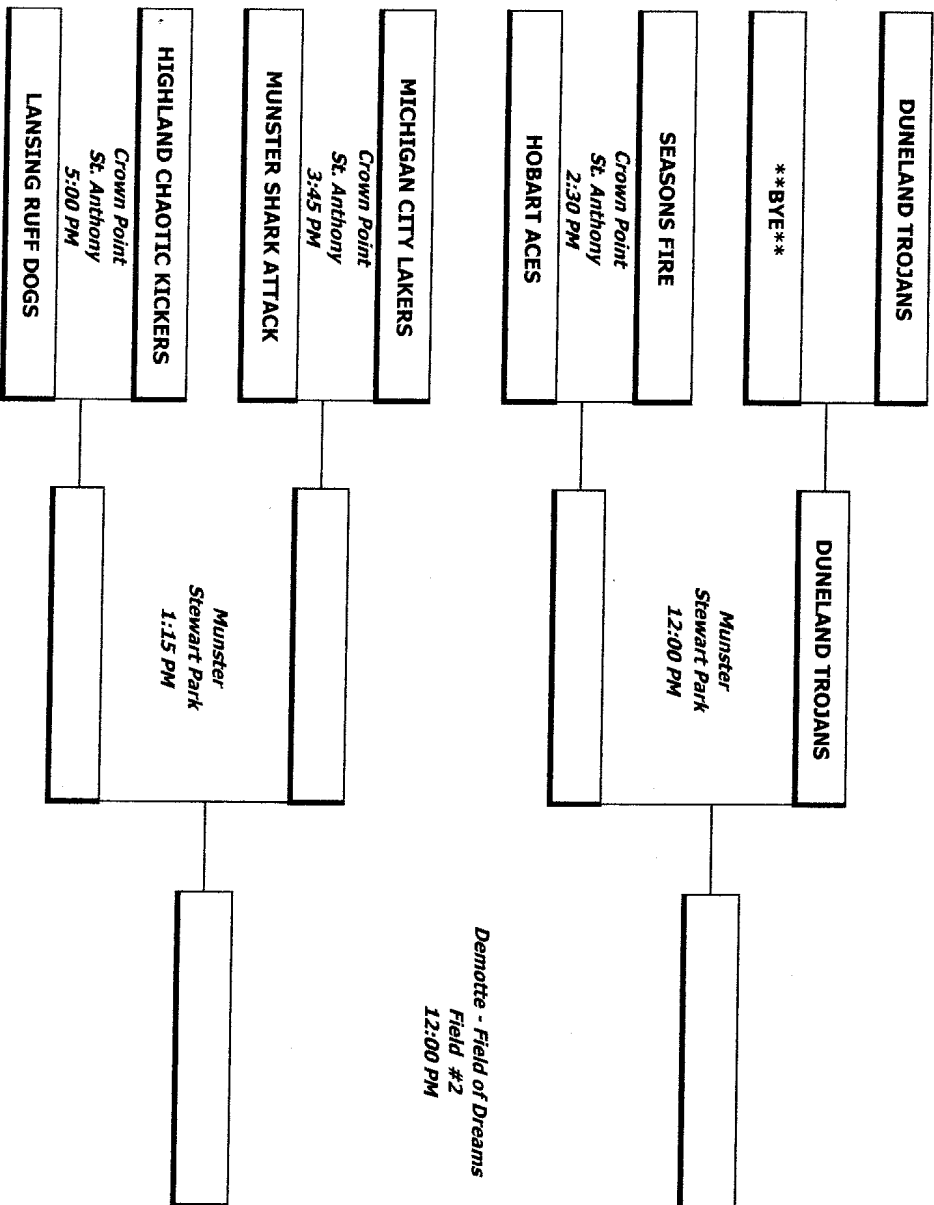 DUNELAND TROJANS
**BYE**
SEASONS FIRE
Crown Point
St. Anthony
2:30 PM
HOBART ACES
MICHIGAN CITY LAKERS
Crown Point
St. Anthony
3:45 PM
MUNSTER SHARK ATTACK
HIGHLAND CHAOTIC KICKERS
Crown Point
St. Anthony
5:00 PM
LANSING RUFF DOGS
DUNELAND TROJANS
Munster
Stewart Park
12:00 PM
Munster
Stewart Park
1:15 PM
Demotte - Field of Dreams
Field #2
12:00 PM